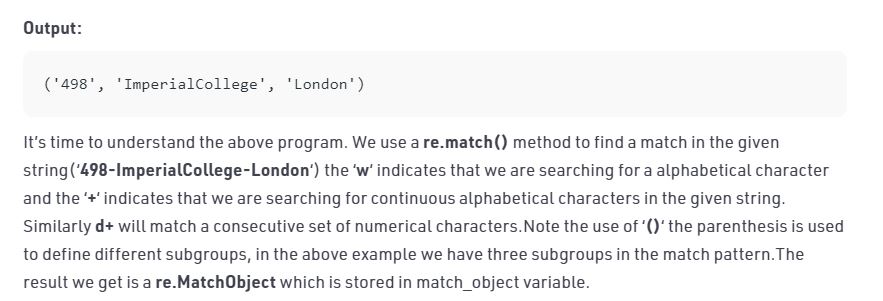 Output:
('498', 'ImperialCollege', 'London')
It's time to understand the above program. We use a re.match() method to find a match in the given
string('498-ImperialCollege-London') the 'w' indicates that we are searching for a alphabetical character
and the '+' indicates that we are searching for continuous alphabetical characters in the given string.
Similarly d+ will match a consecutive set of numerical characters.Note the use of '()' the parenthesis is used
to define different subgroups, in the above example we have three subgroups in the match pattern.The
result we get is a re.MatchObject which is stored in match_object variable.